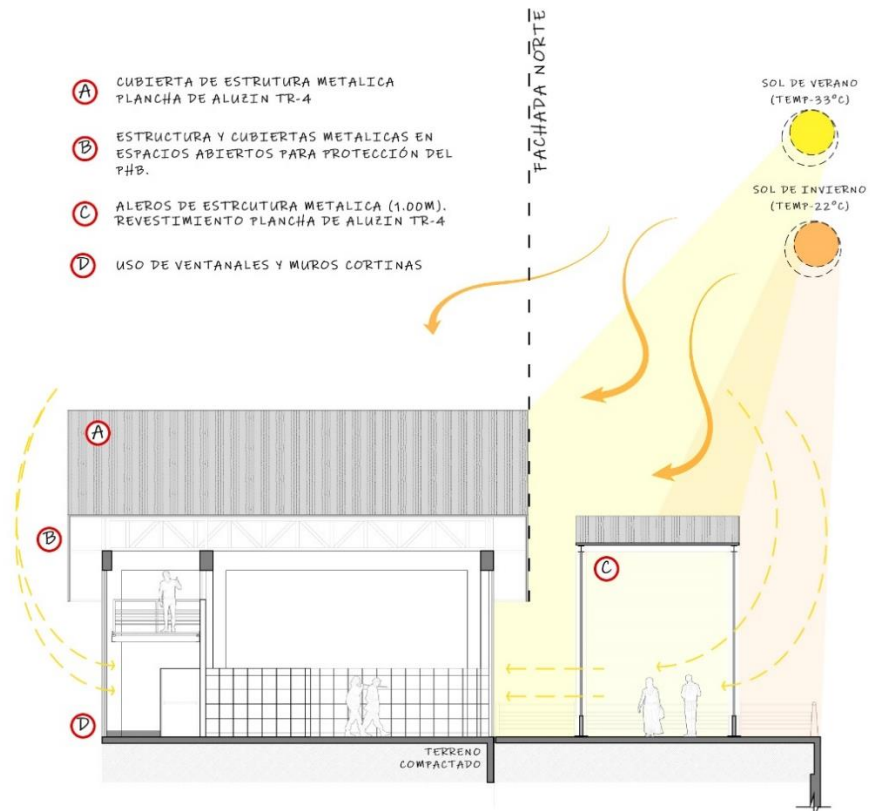 A
CUBIERTA DE ESTRUTURA METALICA
PLANCHA DE ALUZIN TR-4
B
ESTRUCTURA Y CUBIERTAS METALICAS EN
ESPACIOS ABIERTOS PARA PROTECCIÓN DEL
PHB.
C
ALEROS DE ESTRCUTURA METALICA (1.00M).
REVESTIMIENTO PLANCHA DE ALUZIN TR-4
D
USO DE VENTANALES Y MUROS CORTINAS
FACHADA NORTE
SOL DE VERANO
(TEMP-33°C)
SOL DE INVIERNO
(TEMP-22°C)
A
B
C
D
TERRENO
COMPACTADO